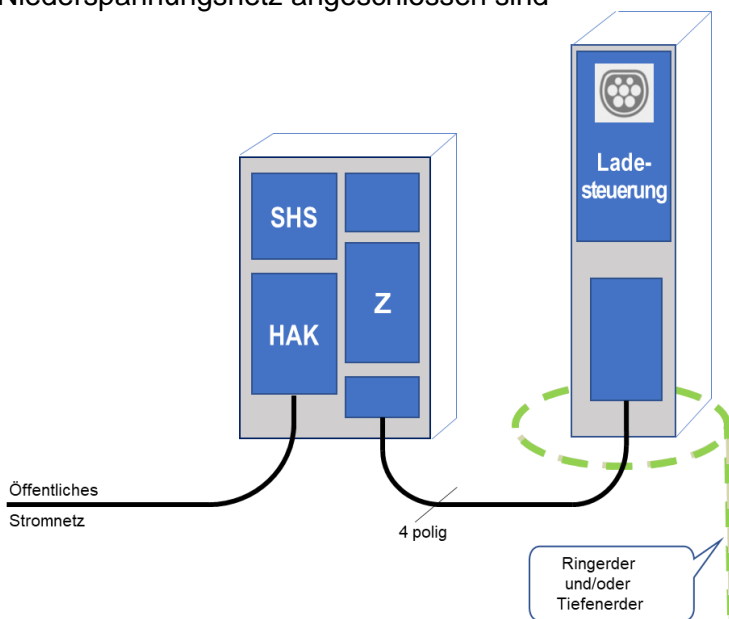 Niederspannungsnetz angeschlossen sind
Lade-
steuerung
SHS
Z
HAK
Öffentliches
Stromnetz
4 polig
Ringerder
und/oder
Tiefenerder